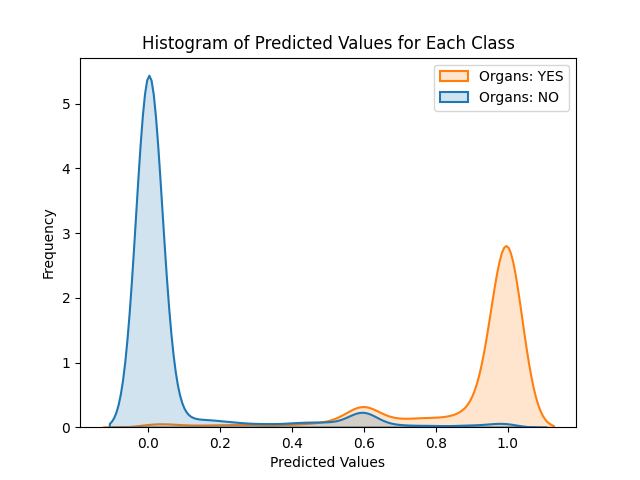 Histogram of Predicted Values for Each Class
Organs: YES
Organs: NO
Frequency
5
4
3
2
1
0
0.0 0.2 0.4 0.6 0.8 1.0
Predicted Values